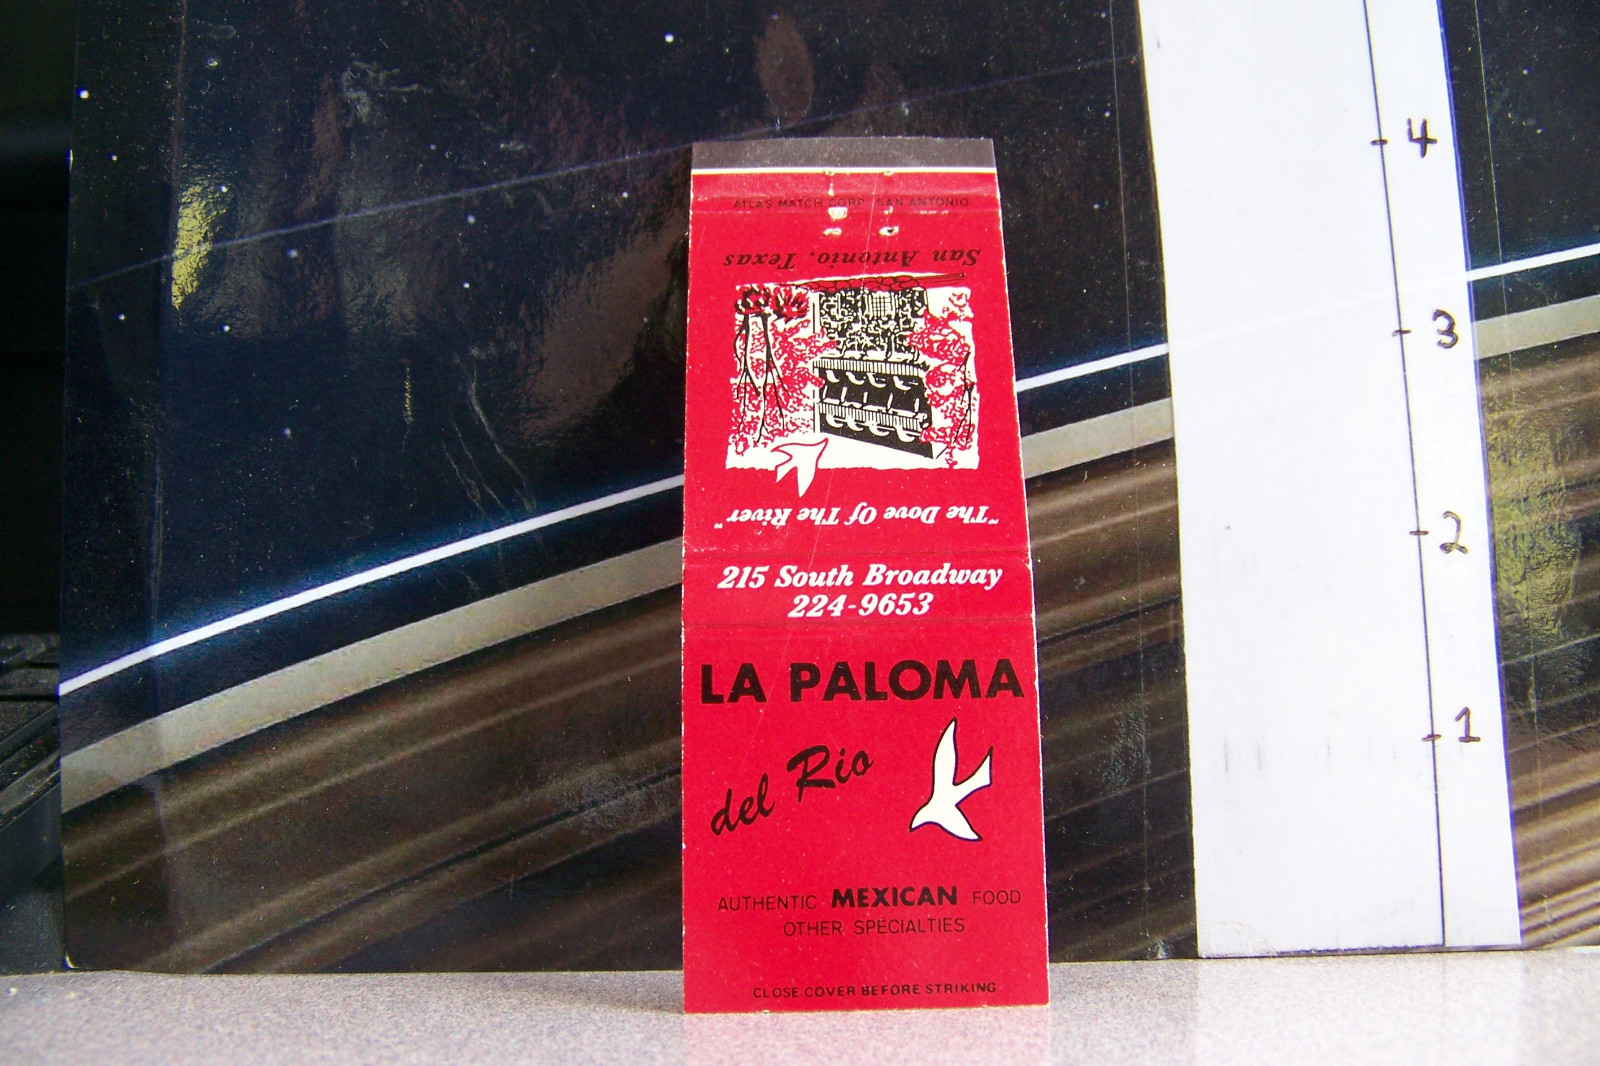 ATLAS MATCH CORP. SAN ANTONIO
San Antonio, Texas
"The Dove Of The River"
215 South Broadway
224-9653
LA PALOMA
del Rio
AUTHENTIC MEXICAN FOOD
OTHER SPECIALTIES
CLOSE COVER BEFORE STRIKING
4
3
2
1